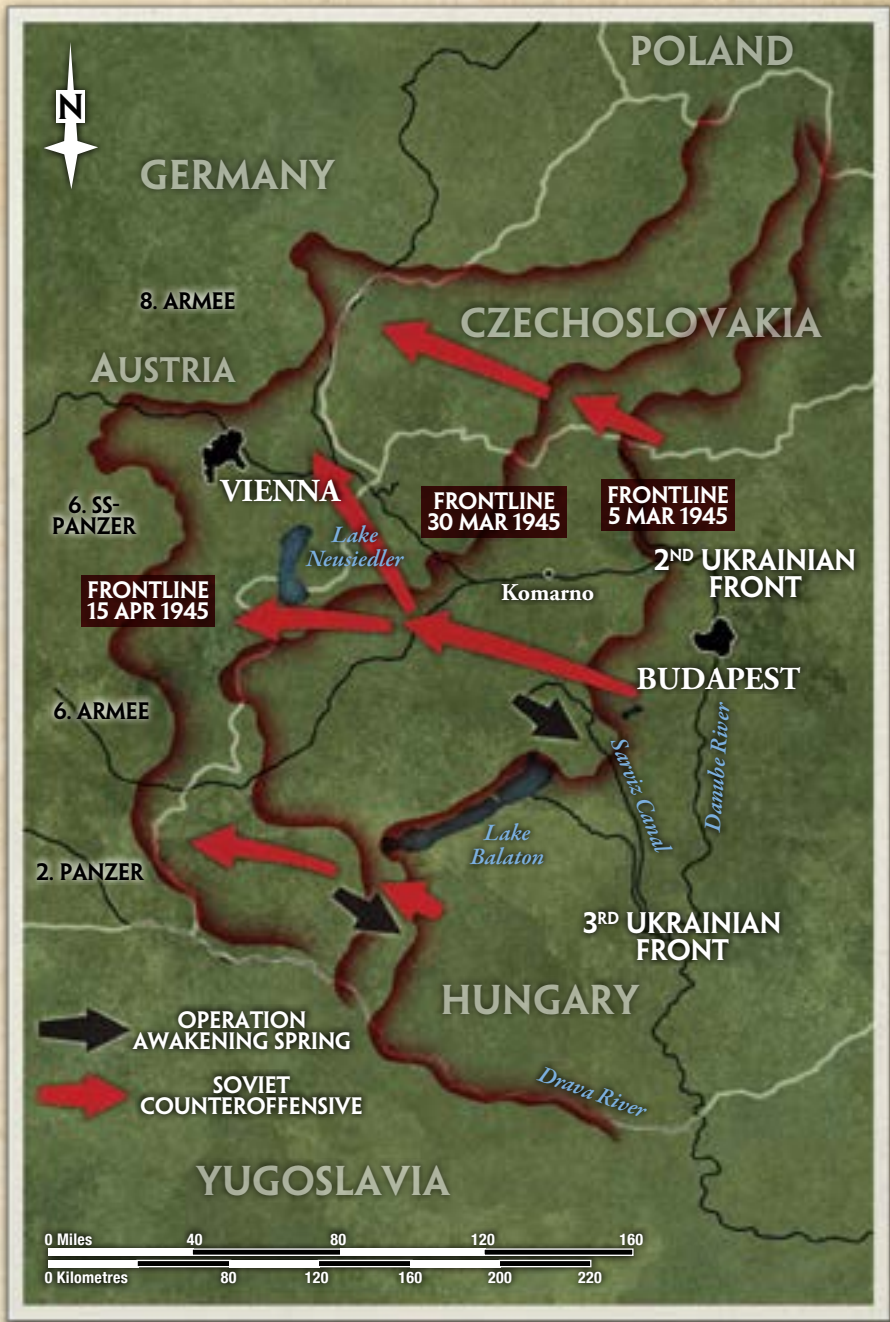 POLAND
N
GERMANY
8. ARMEE
CZECHOSLOVAKIA
AUSTRIA
VIENNA
6. SS-
PANZER
FRONTLINE
30 MAR 1945
FRONTLINE
5 MAR 1945
Lake
Neusiedler
2ND UKRAINIAN
FRONT
Komarno
FRONTLINE
15 APR 1945
BUDAPEST
6. ARMEE
Sarviz Canal
Danube River
Lake
Balaton
2. PANZER
3RD UKRAINIAN
FRONT
HUNGARY
OPERATION
AWAKENING SPRING
SOVIET
COUNTEROFFENSIVE
Drava River
YUGOSLAVIA
0 Miles 40 80 120 160
0 Kilometres 80 120 160 200 220